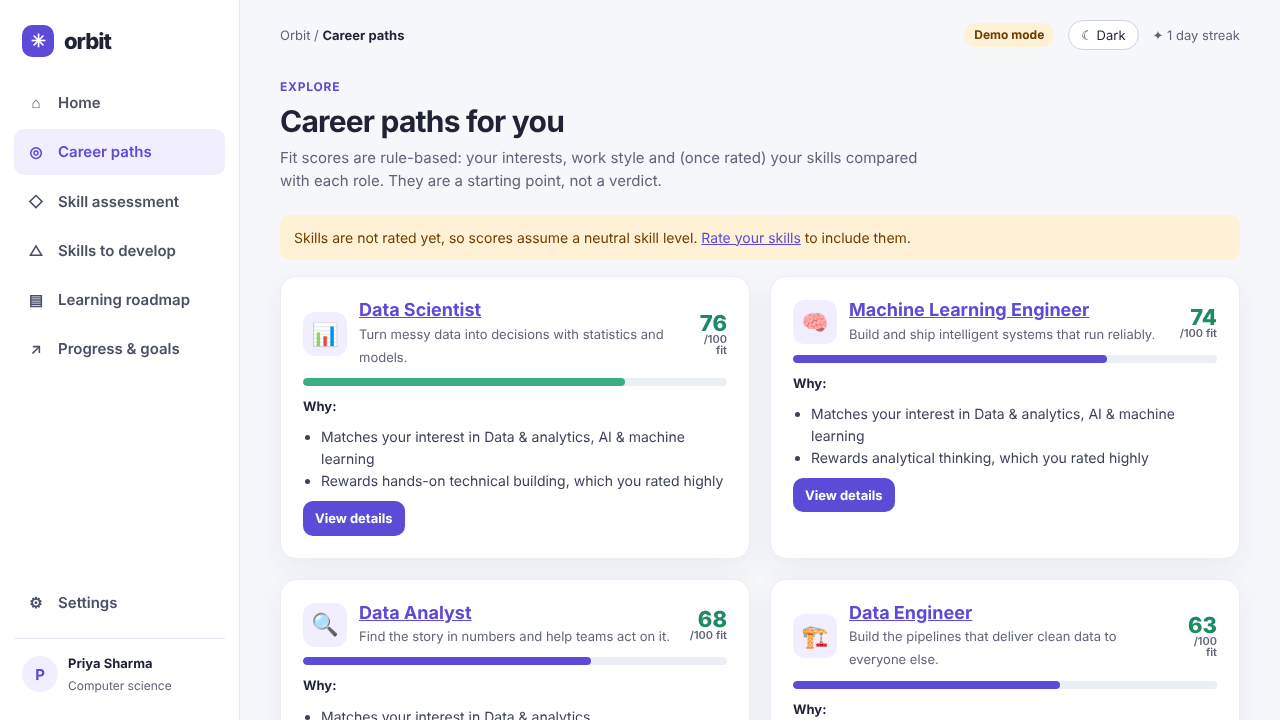 orbit
Home
Career paths
Skill assessment
Skills to develop
Learning roadmap
Progress & goals
Settings
P
Priya Sharma
Computer science
Orbit / Career paths
Demo mode
Dark
1 day streak
EXPLORE
Career paths for you
Fit scores are rule-based: your interests, work style and (once rated) your skills compared
with each role. They are a starting point, not a verdict.
Skills are not rated yet, so scores assume a neutral skill level. Rate your skills to include them.
Data Scientist
Turn messy data into decisions with statistics and
models.
76
/100
fit
Why:
Matches your interest in Data & analytics, AI & machine
learning
Rewards hands-on technical building, which you rated highly
View details
Machine Learning Engineer
Build and ship intelligent systems that run reliably.
74
/100 fit
Why:
Matches your interest in Data & analytics, AI & machine
learning
Rewards analytical thinking, which you rated highly
View details
Data Analyst
Find the story in numbers and help teams act on it.
68
/100 fit
Why:
Matches your interest in Data & analytics
Data Engineer
Build the pipelines that deliver clean data to
everyone else.
63
/100
fit
Why: